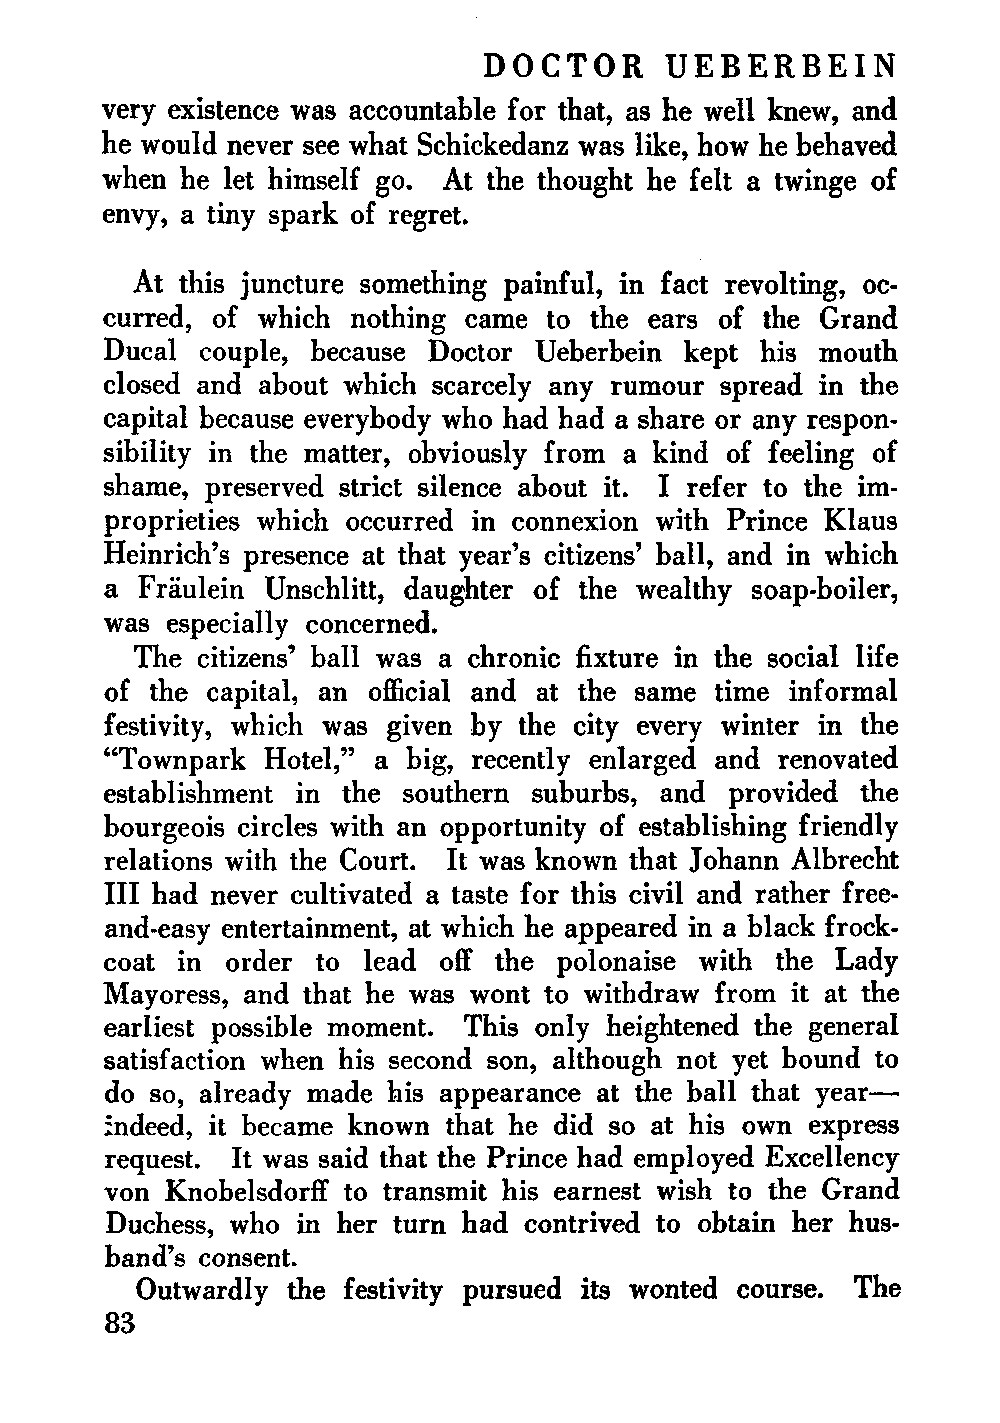 DOCTOR UEBERBEIN
very existence was accountable for that, as he well knew, and
he would never see what Schickedanz was like, how he behaved
when he let himself go. At the thought he felt a twinge of
envy, a tiny spark of regret.
At this juncture something painful, in fact revolting, oc-
curred, of which nothing came to the ears of the Grand
Ducal couple, because Doctor Ueberbein kept his mouth
closed and about which scarcely any rumour spread in the
capital because everybody who had had a share or any respon-
sibility in the matter, obviously from a kind of feeling of
shame, preserved strict silence about it. I refer to the im-
proprieties which occurred in connexion with Prince Klaus
Heinrich's presence at that year's citizens' ball, and in which
a Fräulein Unschlitt, daughter of the wealthy soap-boiler,
was especially concerned.
The citizens' ball was a chronic fixture in the social life
of the capital, an official and at the same time informal
festivity, which was given by the city every winter in the
“Townpark Hotel,” a big, recently enlarged and renovated
establishment in the southern suburbs, and provided the
bourgeois circles with an opportunity of establishing friendly
relations with the Court. It was known that Johann Albrecht
III had never cultivated a taste for this civil and rather free-
and-easy entertainment, at which he appeared in a black frock-
coat in order to lead off the polonaise with the Lady
Mayoress, and that he was wont to withdraw from it at the
earliest possible moment. This only heightened the general
satisfaction when his second son, although not yet bound to
do so, already made his appearance at the ball that year—
indeed, it became known that he did so at his own express
request. It was said that the Prince had employed Excellency
von Knobelsdorff to transmit his earnest wish to the Grand
Duchess, who in her turn had contrived to obtain her hus-
band's consent.
Outwardly the festivity pursued its wonted course. The
83